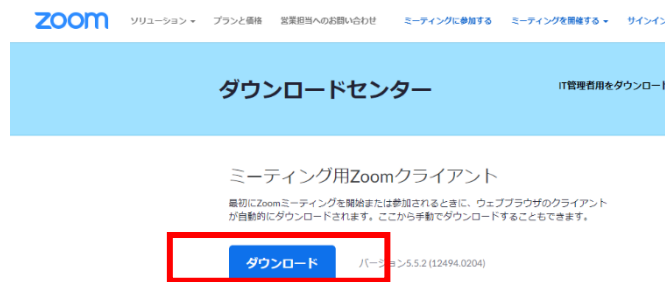 zoom ソリューション プランと価格 営業担当へのお問い合わせ ミーティングに参加する ミーティングを開催する サインイン
ダウンロードセンター IT管理者用をダウンロード
ミーティング用Zoomクライアント
最初にZoomミーティングを開始または参加されるときに、ウェブブラウザのクライアント
が自動的にダウンロードされます。ここから手動でダウンロードすることもできます。
ダウンロード バージョン5.5.2 (12494.0204)